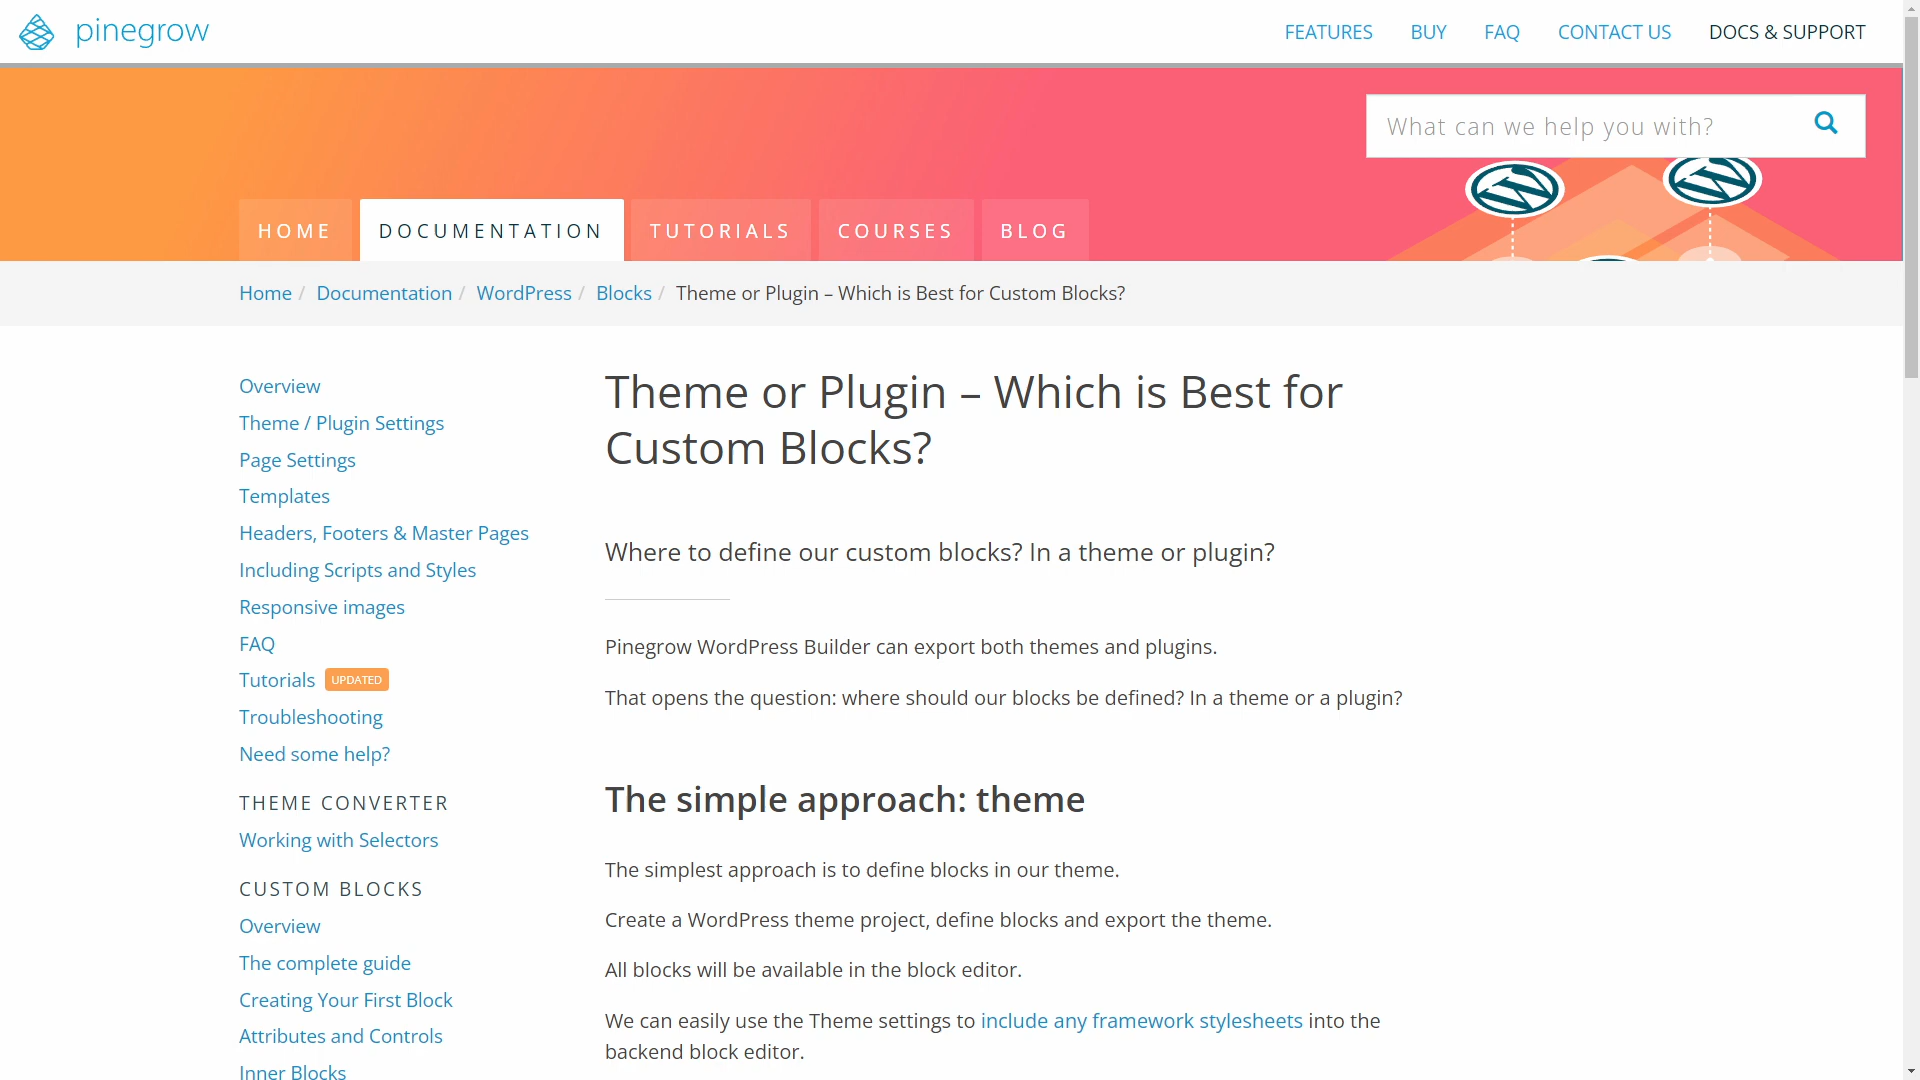 pinegrow
FEATURES BUY FAQ CONTACT US DOCS & SUPPORT
What can we help you with?
HOME DOCUMENTATION TUTORIALS COURSES BLOG
Home / Documentation / WordPress / Blocks / Theme or Plugin – Which is Best for Custom Blocks?
Overview
Theme / Plugin Settings
Page Settings
Templates
Headers, Footers & Master Pages
Including Scripts and Styles
Responsive images
FAQ
Tutorials UPDATED
Troubleshooting
Need some help?
THEME CONVERTER
Working with Selectors
CUSTOM BLOCKS
Overview
The complete guide
Creating Your First Block
Attributes and Controls
Inner Blocks
Theme or Plugin – Which is Best for
Custom Blocks?
Where to define our custom blocks? In a theme or plugin?
Pinegrow WordPress Builder can export both themes and plugins.
That opens the question: where should our blocks be defined? In a theme or a plugin?
The simple approach: theme
The simplest approach is to define blocks in our theme.
Create a WordPress theme project, define blocks and export the theme.
All blocks will be available in the block editor.
We can easily use the Theme settings to include any framework stylesheets into the
backend block editor.